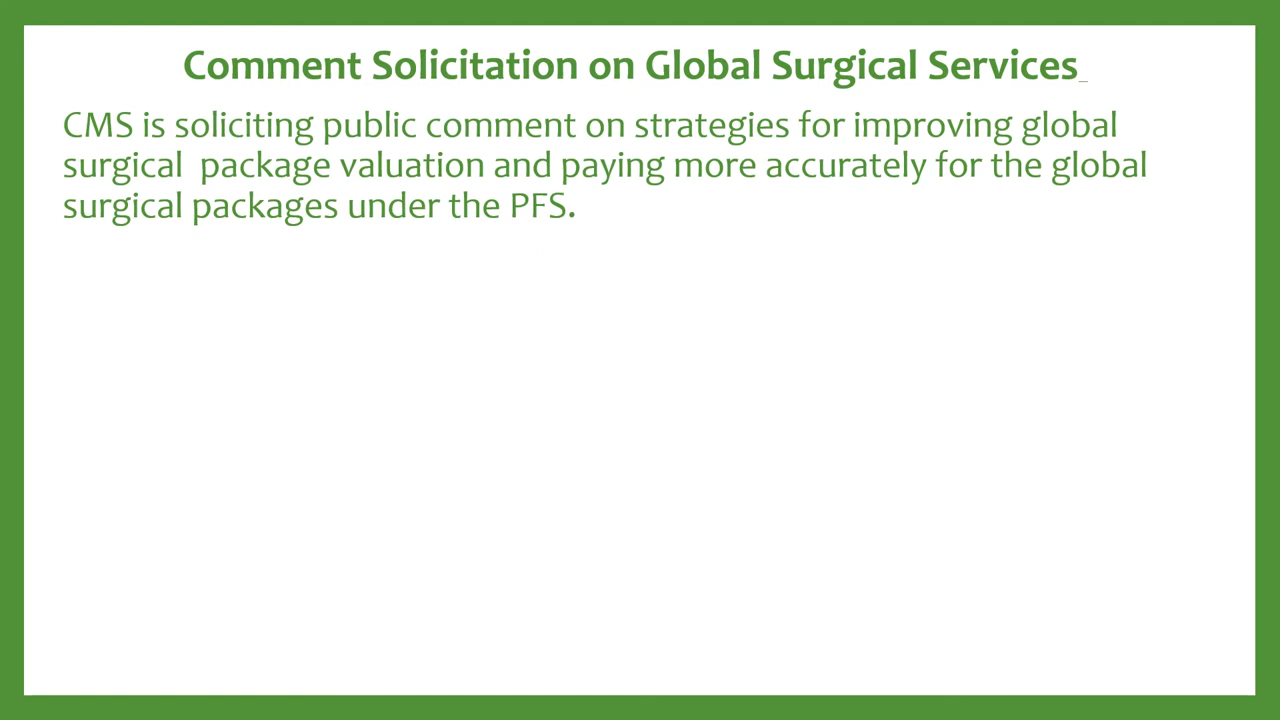 Comment Solicitation on Global Surgical Services
CMS is soliciting public comment on strategies for improving global
surgical  package valuation and paying more accurately for the global
surgical packages under the PFS.